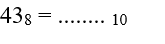 43₈ = ........ ₁₀